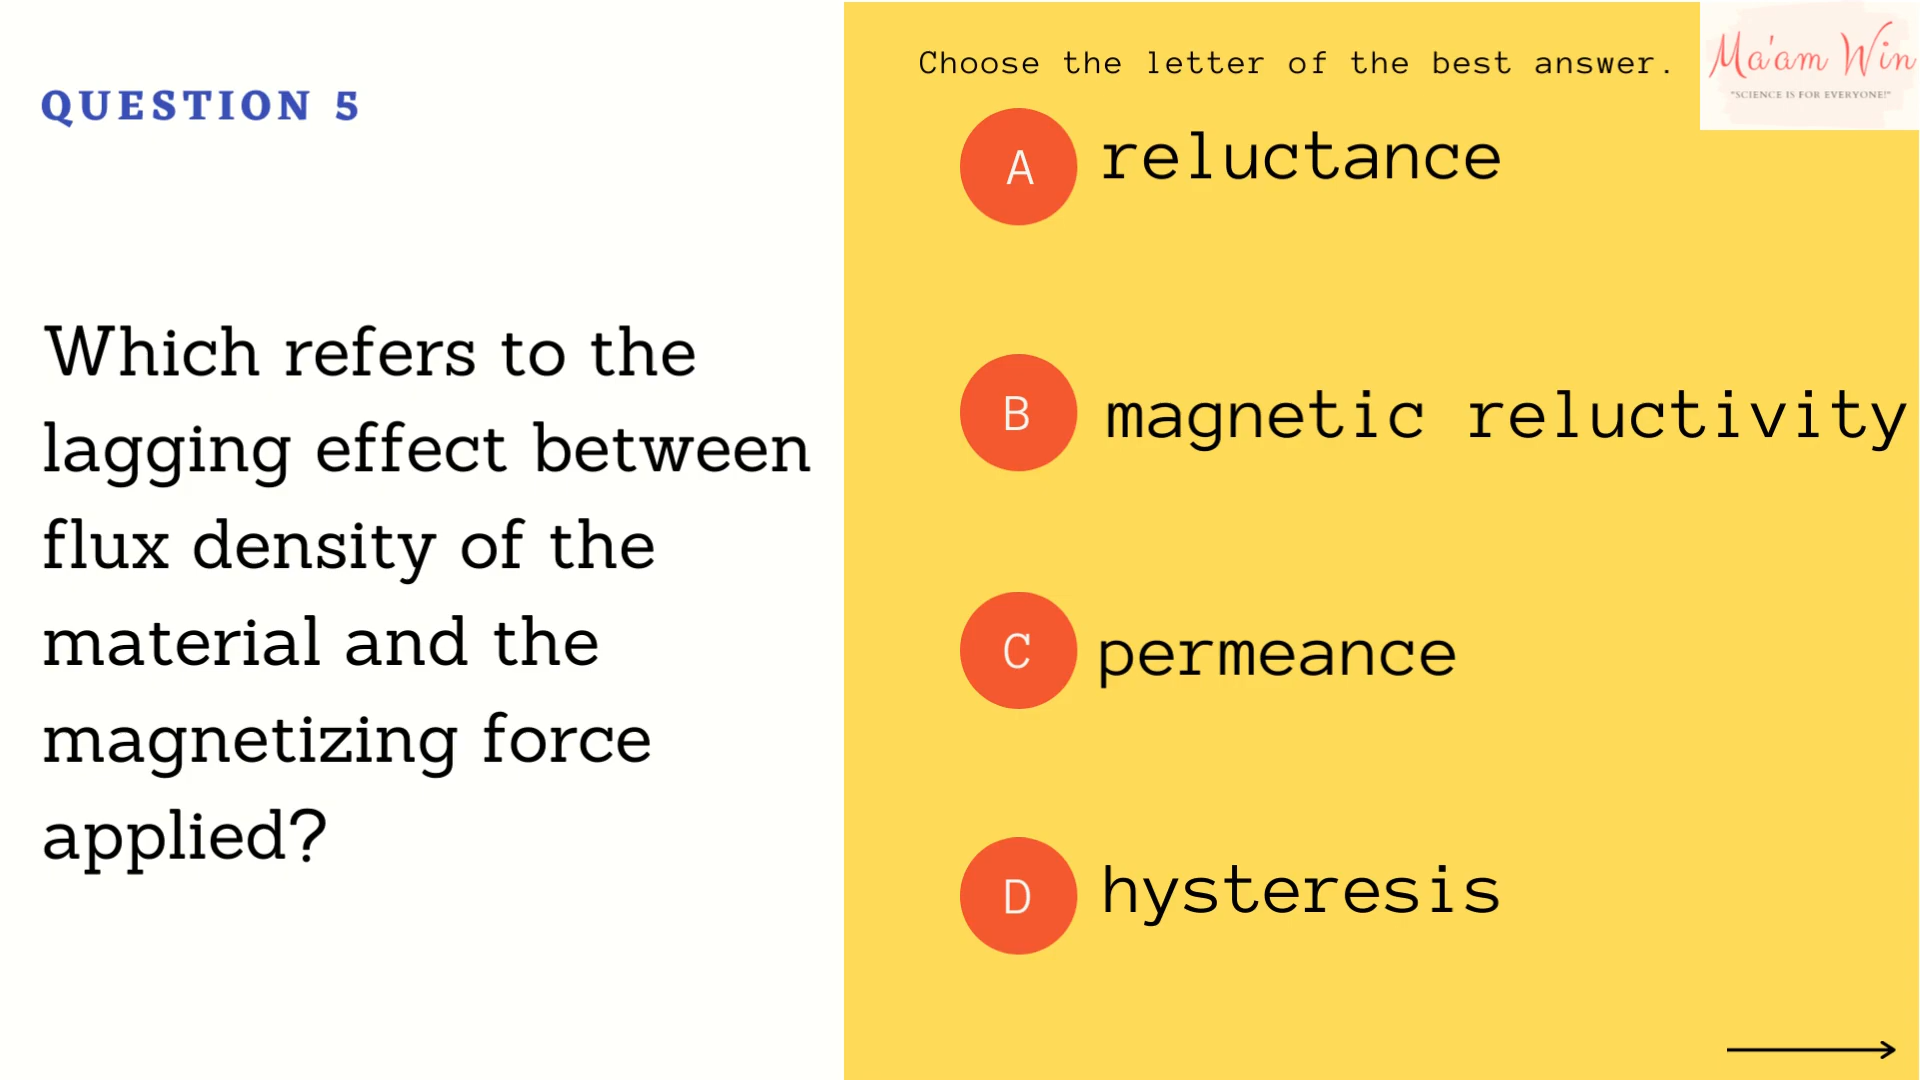 QUESTION 5
Which refers to the
lagging effect between
flux density of the
material and the
magnetizing force
applied?
Choose the letter of the best answer.
Ma'am Win
"SCIENCE IS FOR EVERYONE!"
A reluctance
B magnetic reluctivity
C permeance
D hysteresis